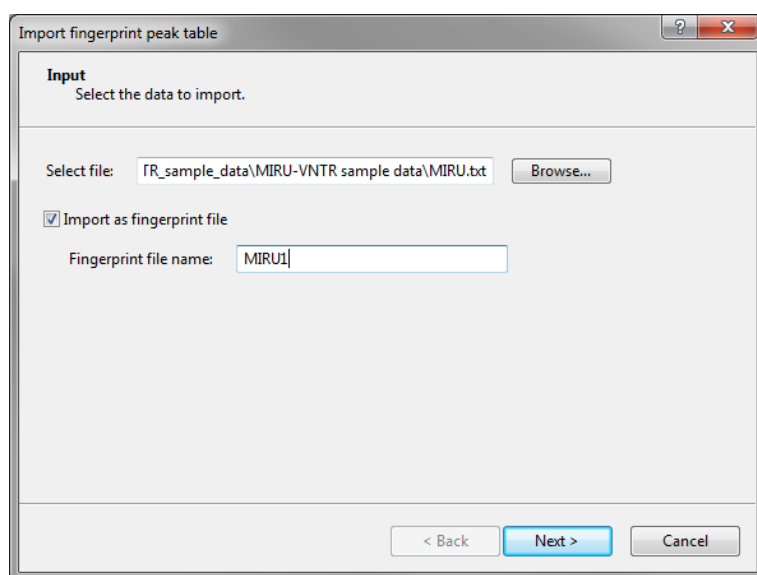 Import fingerprint peak table
Input
Select the data to import.
Select file: TR_sample_data\MIRU-VNTR sample data\MIRU.txt Browse...
Import as fingerprint file
Fingerprint file name: MIRU1
< Back Next > Cancel